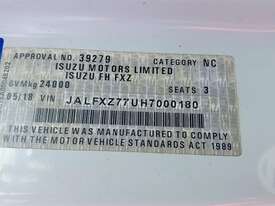 APPROVAL NO. 39279 CATEGORY NC
ISUZU MOTORS LIMITED
ISUZU FH FXZ
GVMkg 24000 SEATS 3
05/18 VIN JALFXZ77UH7000180
THIS VEHICLE WAS MANUFACTURED TO COMPLY
WITH THE MOTOR VEHICLE STANDARDS ACT 1989